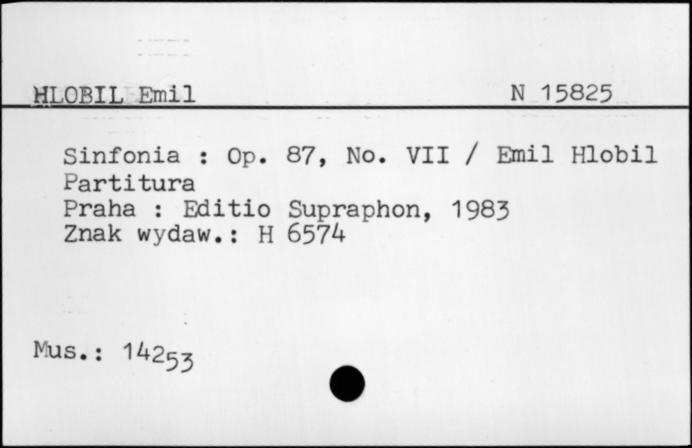 HLOBIL Emil N 15825
Sinfonia : Op. 87, No. VII / Emil Hlobil
Partitura
Praha : Editio Supraphon, 1983
Znak wydaw.: H 6574
Mus.: 14253